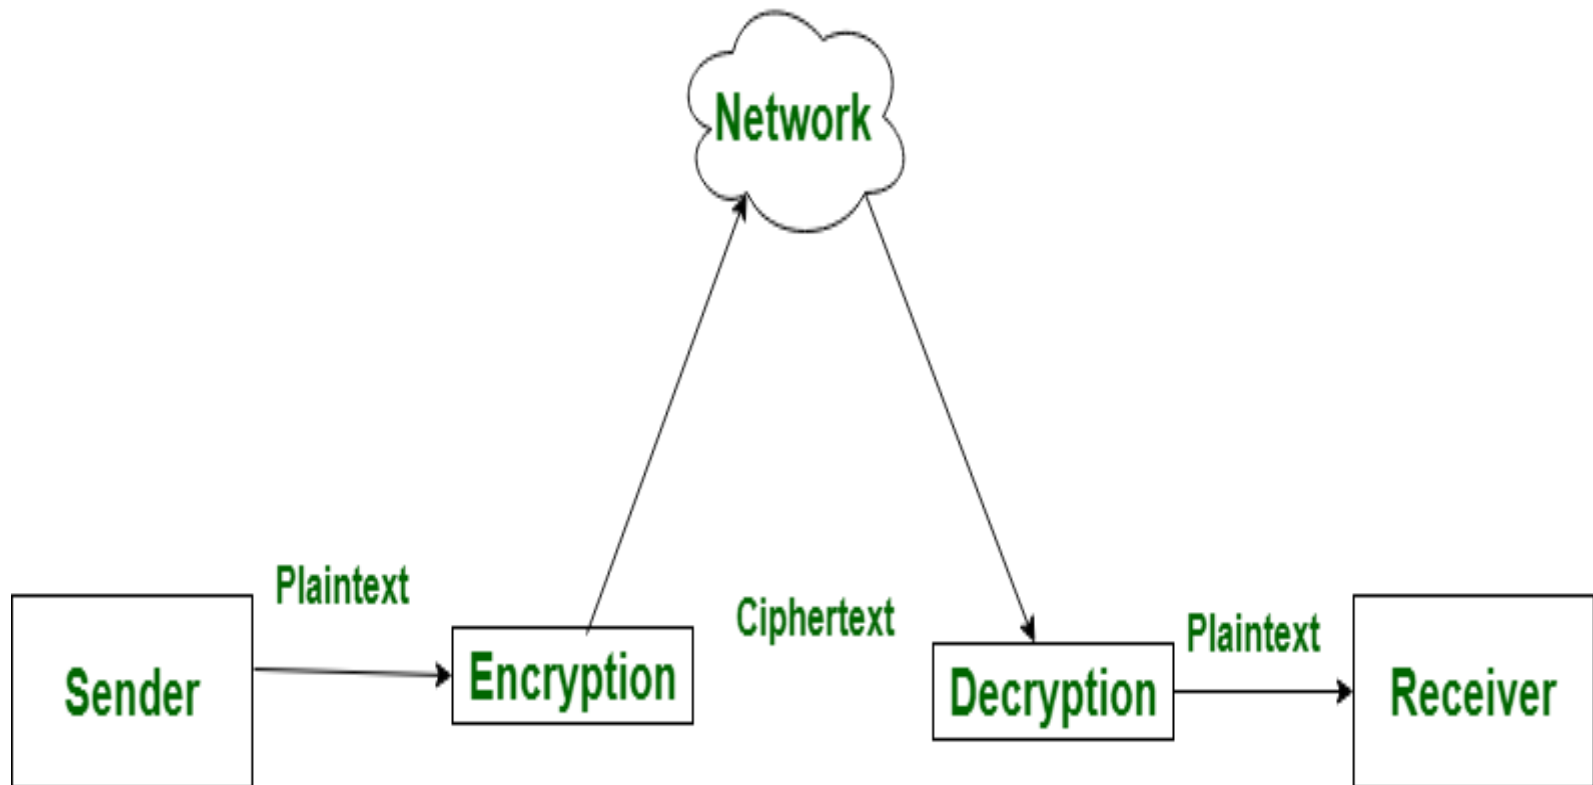 Network
Plaintext
Ciphertext
Plaintext
Sender
Encryption
Decryption
Receiver